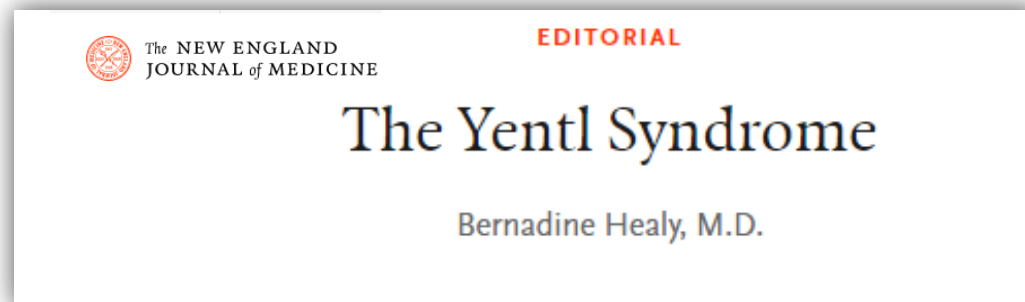 EDITORIAL
The NEW ENGLAND
JOURNAL of MEDICINE
The Yentl Syndrome
Bernadine Healy, M.D.